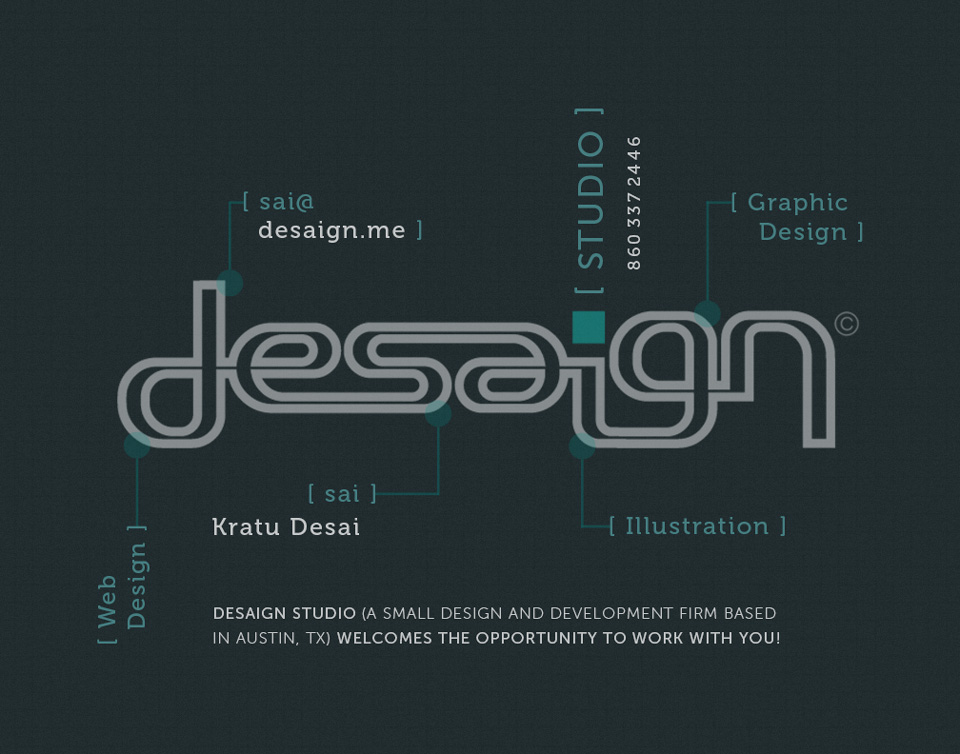 [ STUDIO ]
860 337 2446
[ sai@
desaign.me ]
[ Graphic
Design ]
desaign©
[ sai ]
Kratu Desai
[ Illustration ]
[ Web
Design ]
DESAIGN STUDIO (A SMALL DESIGN AND DEVELOPMENT FIRM BASED
IN AUSTIN, TX) WELCOMES THE OPPORTUNITY TO WORK WITH YOU!